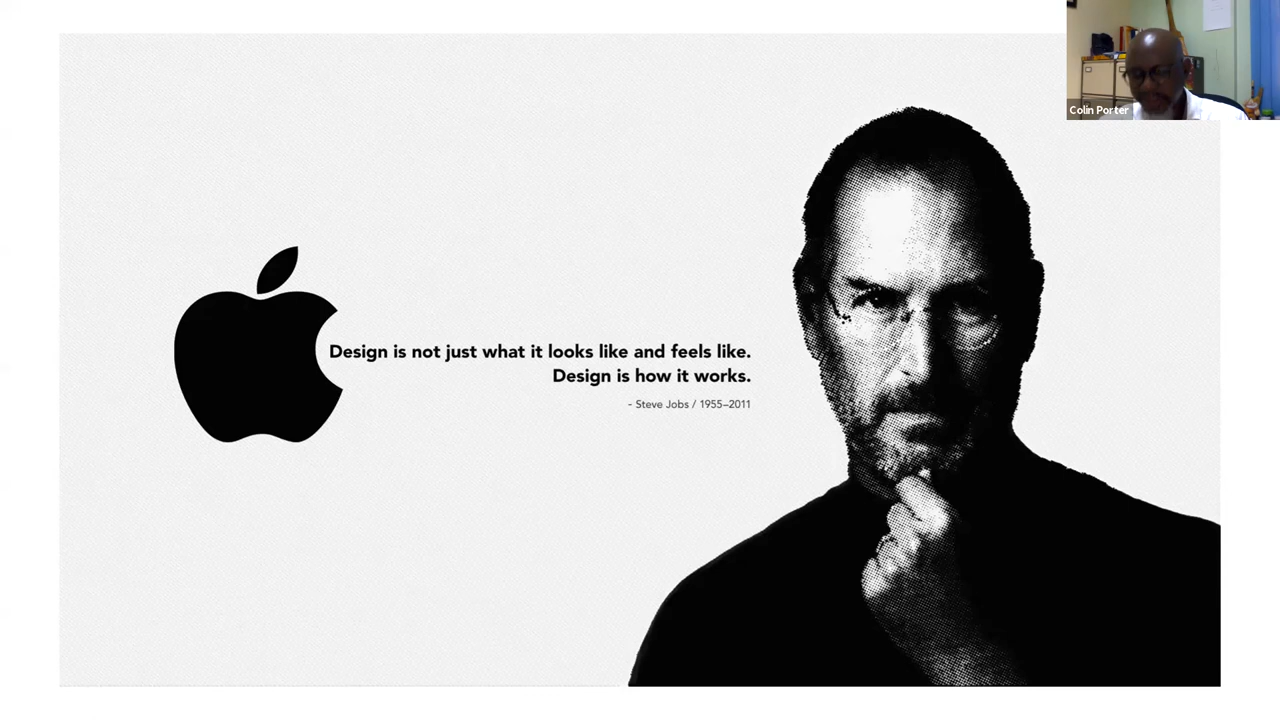 Colin Porter
Design is not just what it looks like and feels like.
Design is how it works.
- Steve Jobs / 1955–2011